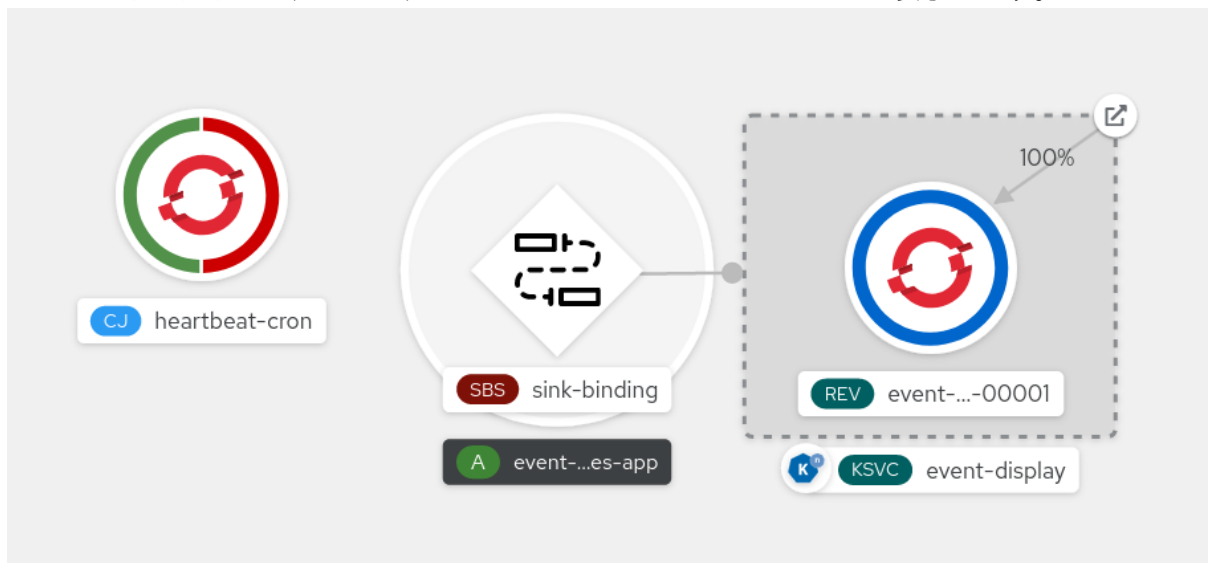 100%
CJ heartbeat-cron
SBS sink-binding
REV event-...-00001
A event-...es-app
K n KSVC event-display